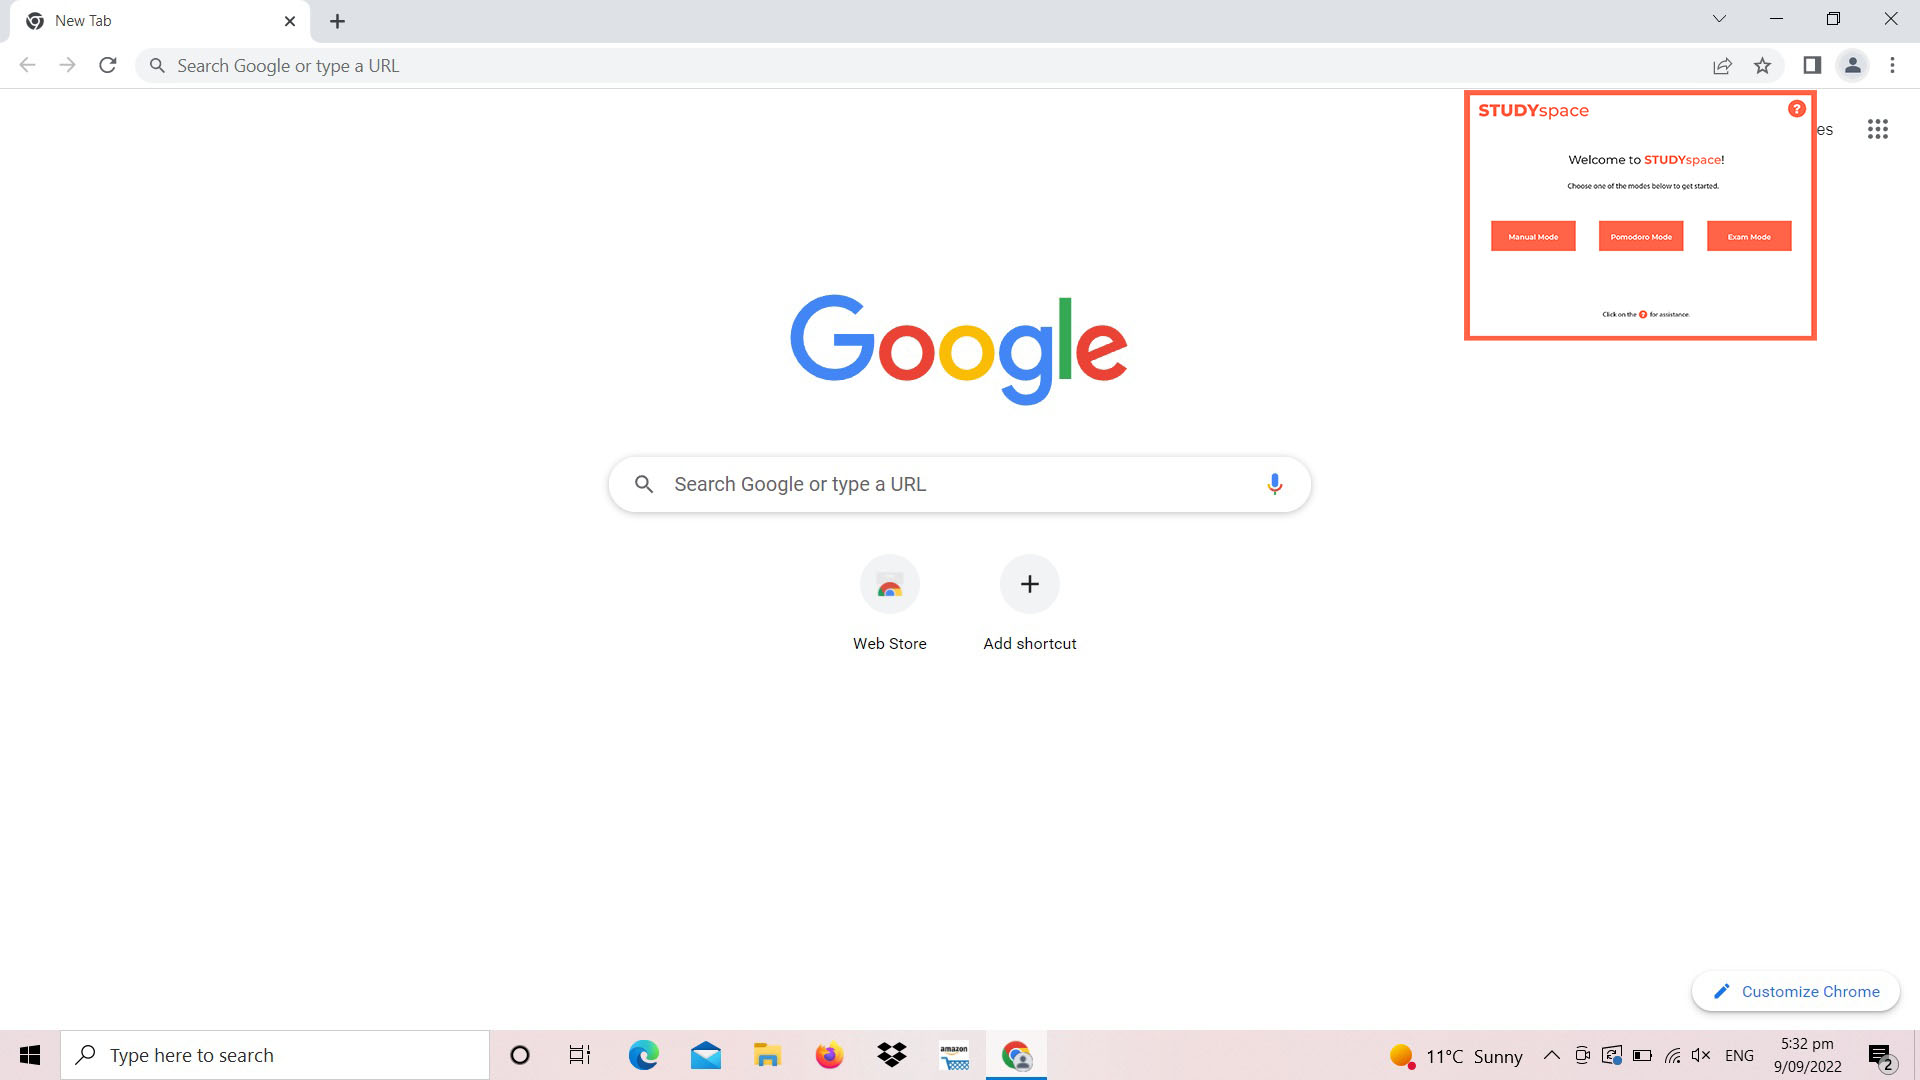 New Tab
Search Google or type a URL
STUDYspace
?
es
Welcome to STUDYspace!
Choose one of the modes below to get started.
Manual Mode
Pomodoro Mode
Exam Mode
Click on the ? for assistance.
Google
Search Google or type a URL
Web Store
Add shortcut
Customize Chrome
Type here to search
amazon
11°C Sunny
ENG
5:32 pm
9/09/2022
2